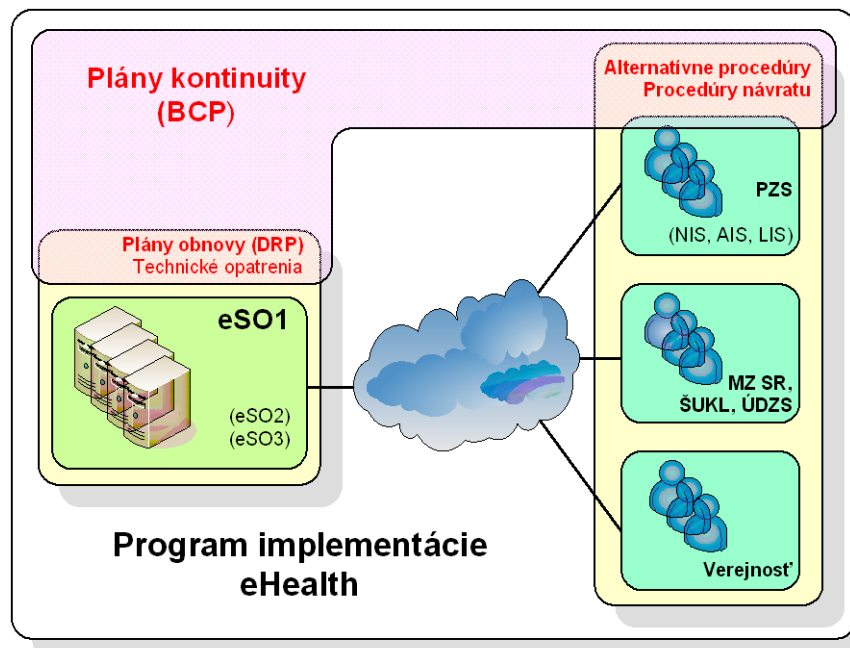 Plány kontinuity
(BCP)
Alternatívne procedúry
Procedúry návratu
PZS
(NIS, AIS, LIS)
Plány obnovy (DRP)
Technické opatrenia
eSO1
(eSO2)
(eSO3)
MZ SR,
ŠUKL, ÚDZS
Verejnosť
Program implementácie
eHealth